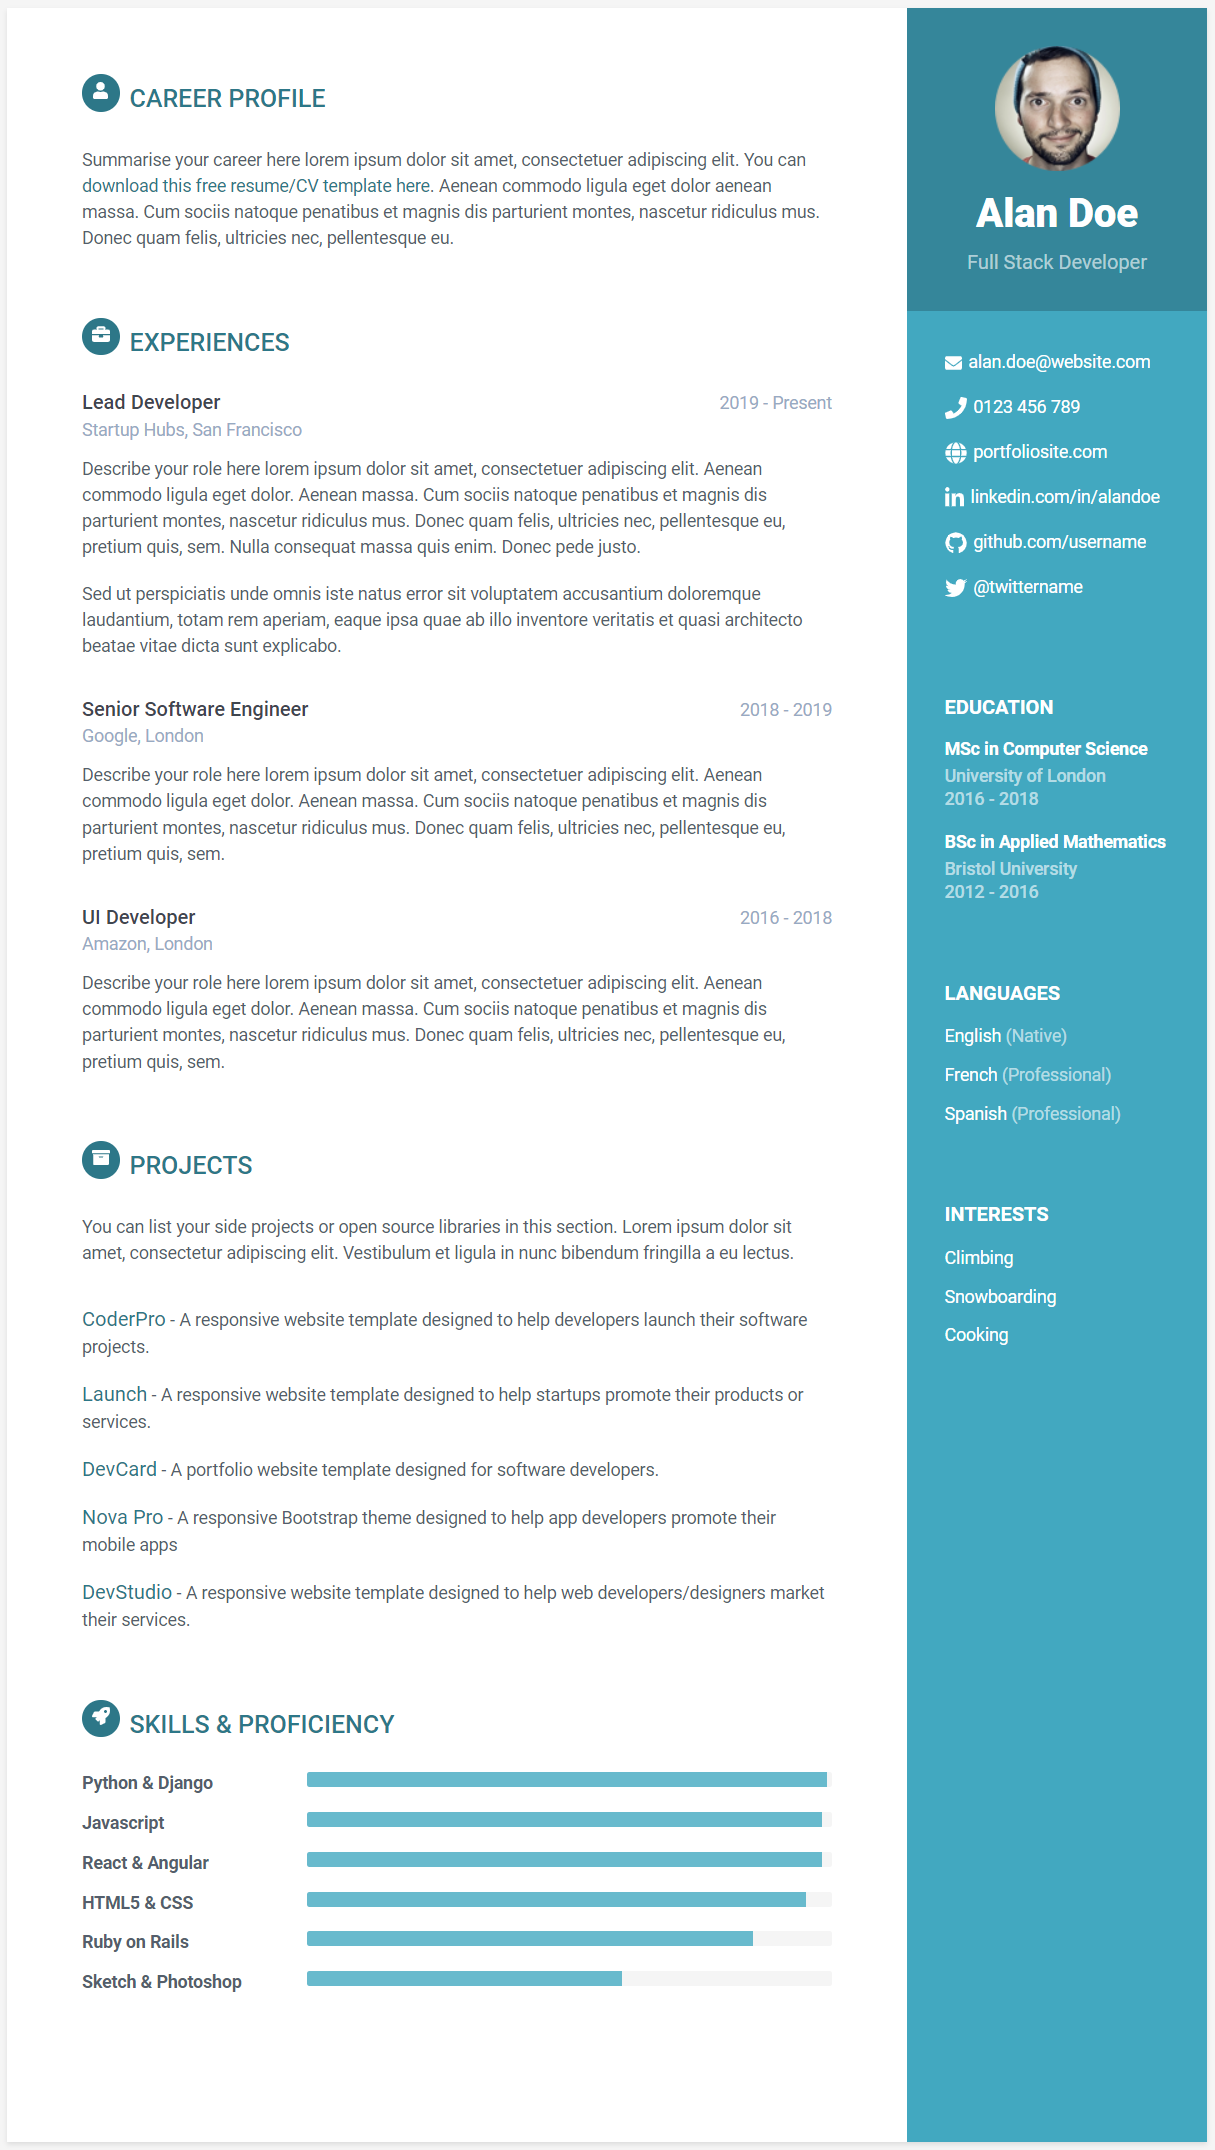 CAREER PROFILE
Summarise your career here lorem ipsum dolor sit amet, consectetuer adipiscing elit. You can
download this free resume/CV template here. Aenean commodo ligula eget dolor aenean
massa. Cum sociis natoque penatibus et magnis dis parturient montes, nascetur ridiculus mus.
Donec quam felis, ultricies nec, pellentesque eu.
EXPERIENCES
Lead Developer
2019 - Present
Startup Hubs, San Francisco
Describe your role here lorem ipsum dolor sit amet, consectetuer adipiscing elit. Aenean
commodo ligula eget dolor. Aenean massa. Cum sociis natoque penatibus et magnis dis
parturient montes, nascetur ridiculus mus. Donec quam felis, ultricies nec, pellentesque eu,
pretium quis, sem. Nulla consequat massa quis enim. Donec pede justo.
Sed ut perspiciatis unde omnis iste natus error sit voluptatem accusantium doloremque
laudantium, totam rem aperiam, eaque ipsa quae ab illo inventore veritatis et quasi architecto
beatae vitae dicta sunt explicabo.
Senior Software Engineer
2018 - 2019
Google, London
Describe your role here lorem ipsum dolor sit amet, consectetuer adipiscing elit. Aenean
commodo ligula eget dolor. Aenean massa. Cum sociis natoque penatibus et magnis dis
parturient montes, nascetur ridiculus mus. Donec quam felis, ultricies nec, pellentesque eu,
pretium quis, sem.
UI Developer
2016 - 2018
Amazon, London
Describe your role here lorem ipsum dolor sit amet, consectetuer adipiscing elit. Aenean
commodo ligula eget dolor. Aenean massa. Cum sociis natoque penatibus et magnis dis
parturient montes, nascetur ridiculus mus. Donec quam felis, ultricies nec, pellentesque eu,
pretium quis, sem.
PROJECTS
You can list your side projects or open source libraries in this section. Lorem ipsum dolor sit
amet, consectetur adipiscing elit. Vestibulum et ligula in nunc bibendum fringilla a eu lectus.
CoderPro - A responsive website template designed to help developers launch their software
projects.
Launch - A responsive website template designed to help startups promote their products or
services.
DevCard - A portfolio website template designed for software developers.
Nova Pro - A responsive Bootstrap theme designed to help app developers promote their
mobile apps
DevStudio - A responsive website template designed to help web developers/designers market
their services.
SKILLS & PROFICIENCY
Python & Django
Javascript
React & Angular
HTML5 & CSS
Ruby on Rails
Sketch & Photoshop
Alan Doe
Full Stack Developer
alan.doe@website.com
0123 456 789
portfoliosite.com
linkedin.com/in/alandoe
github.com/username
@twittername
EDUCATION
MSc in Computer Science
University of London
2016 - 2018
BSc in Applied Mathematics
Bristol University
2012 - 2016
LANGUAGES
English (Native)
French (Professional)
Spanish (Professional)
INTERESTS
Climbing
Snowboarding
Cooking